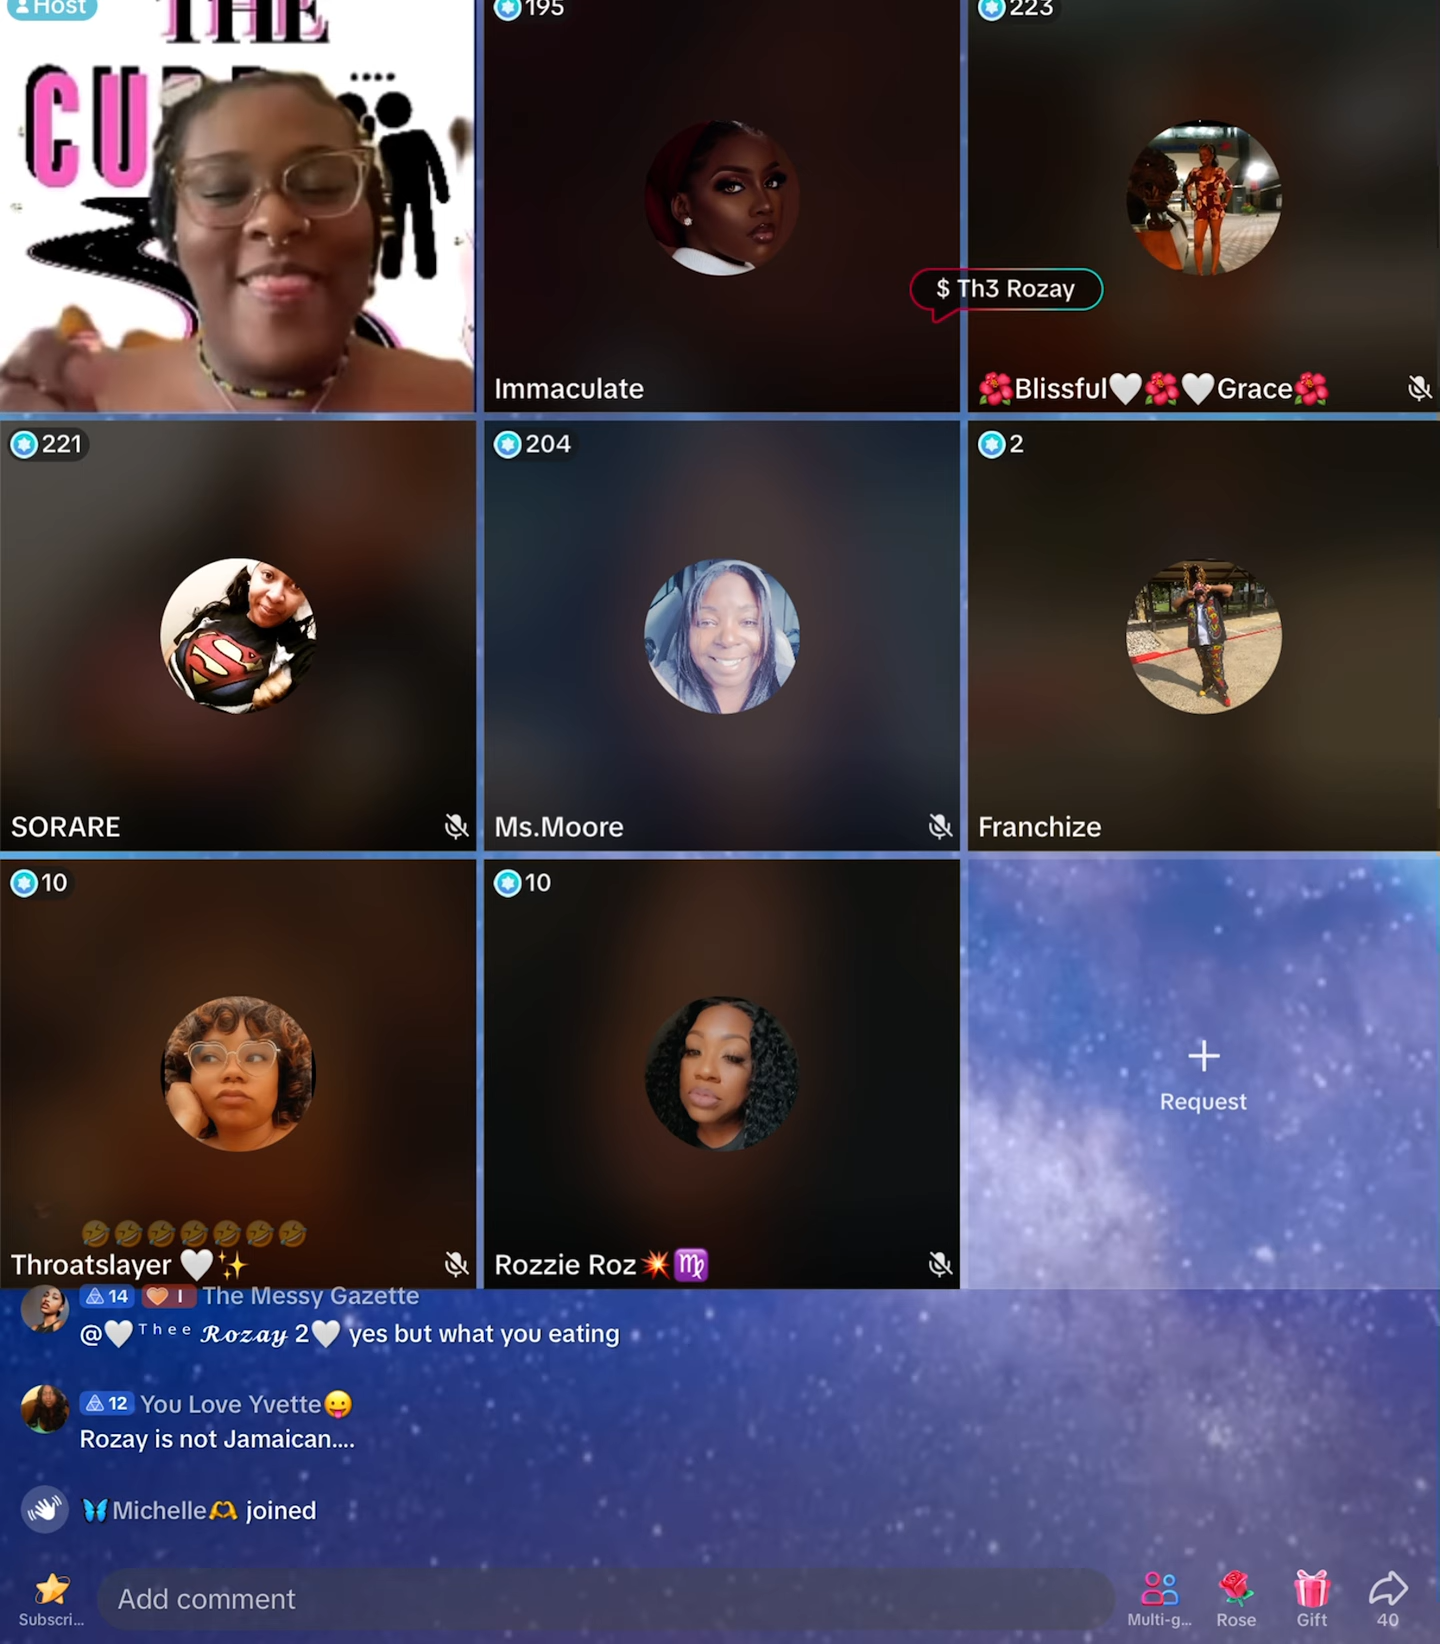 Host
THE
CU
195
223
$ Th3 Rozay
Immaculate
🌺Blissful🤍🌺🤍Grace🌺
221
204
2
SORARE
Ms.Moore
Franchize
10
10
+
Request
🤣🤣🤣🤣🤣🤣🤣
Throatslayer 🤍✨
Rozzie Roz💥♍
14 🧡 I The Messy Gazette
@🤍ᵀʰᵉᵉ 𝓡𝓸𝔃𝓪𝔂 2🤍 yes but what you eating
12 You Love Yvette😛
Rozay is not Jamaican....
🦋Michelle🫶 joined
Add comment
Subscri...
Multi-g...
Rose
Gift
40